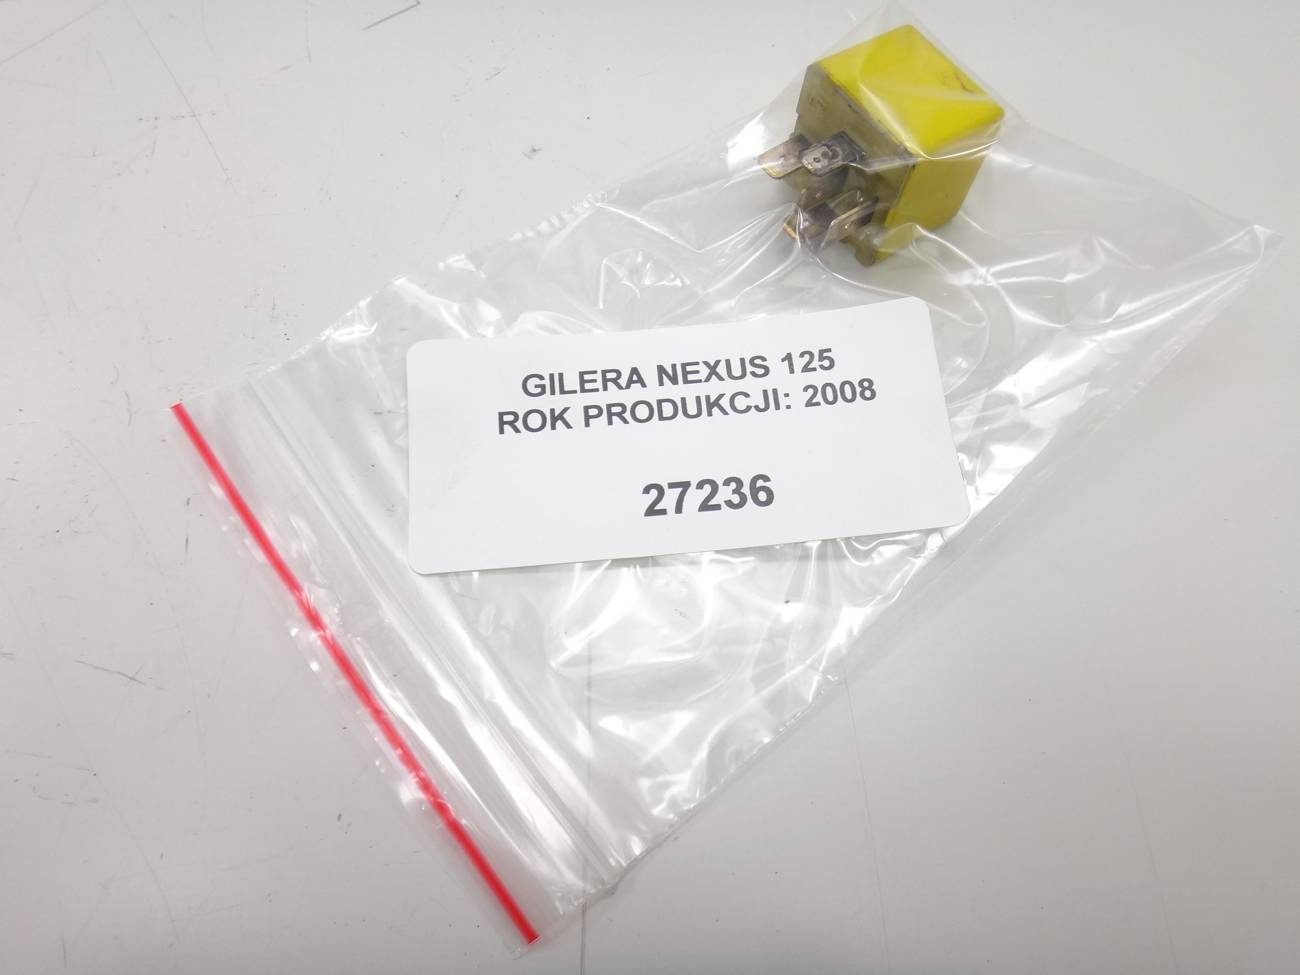 GILERA NEXUS 125
ROK PRODUKCJI: 2008
27236